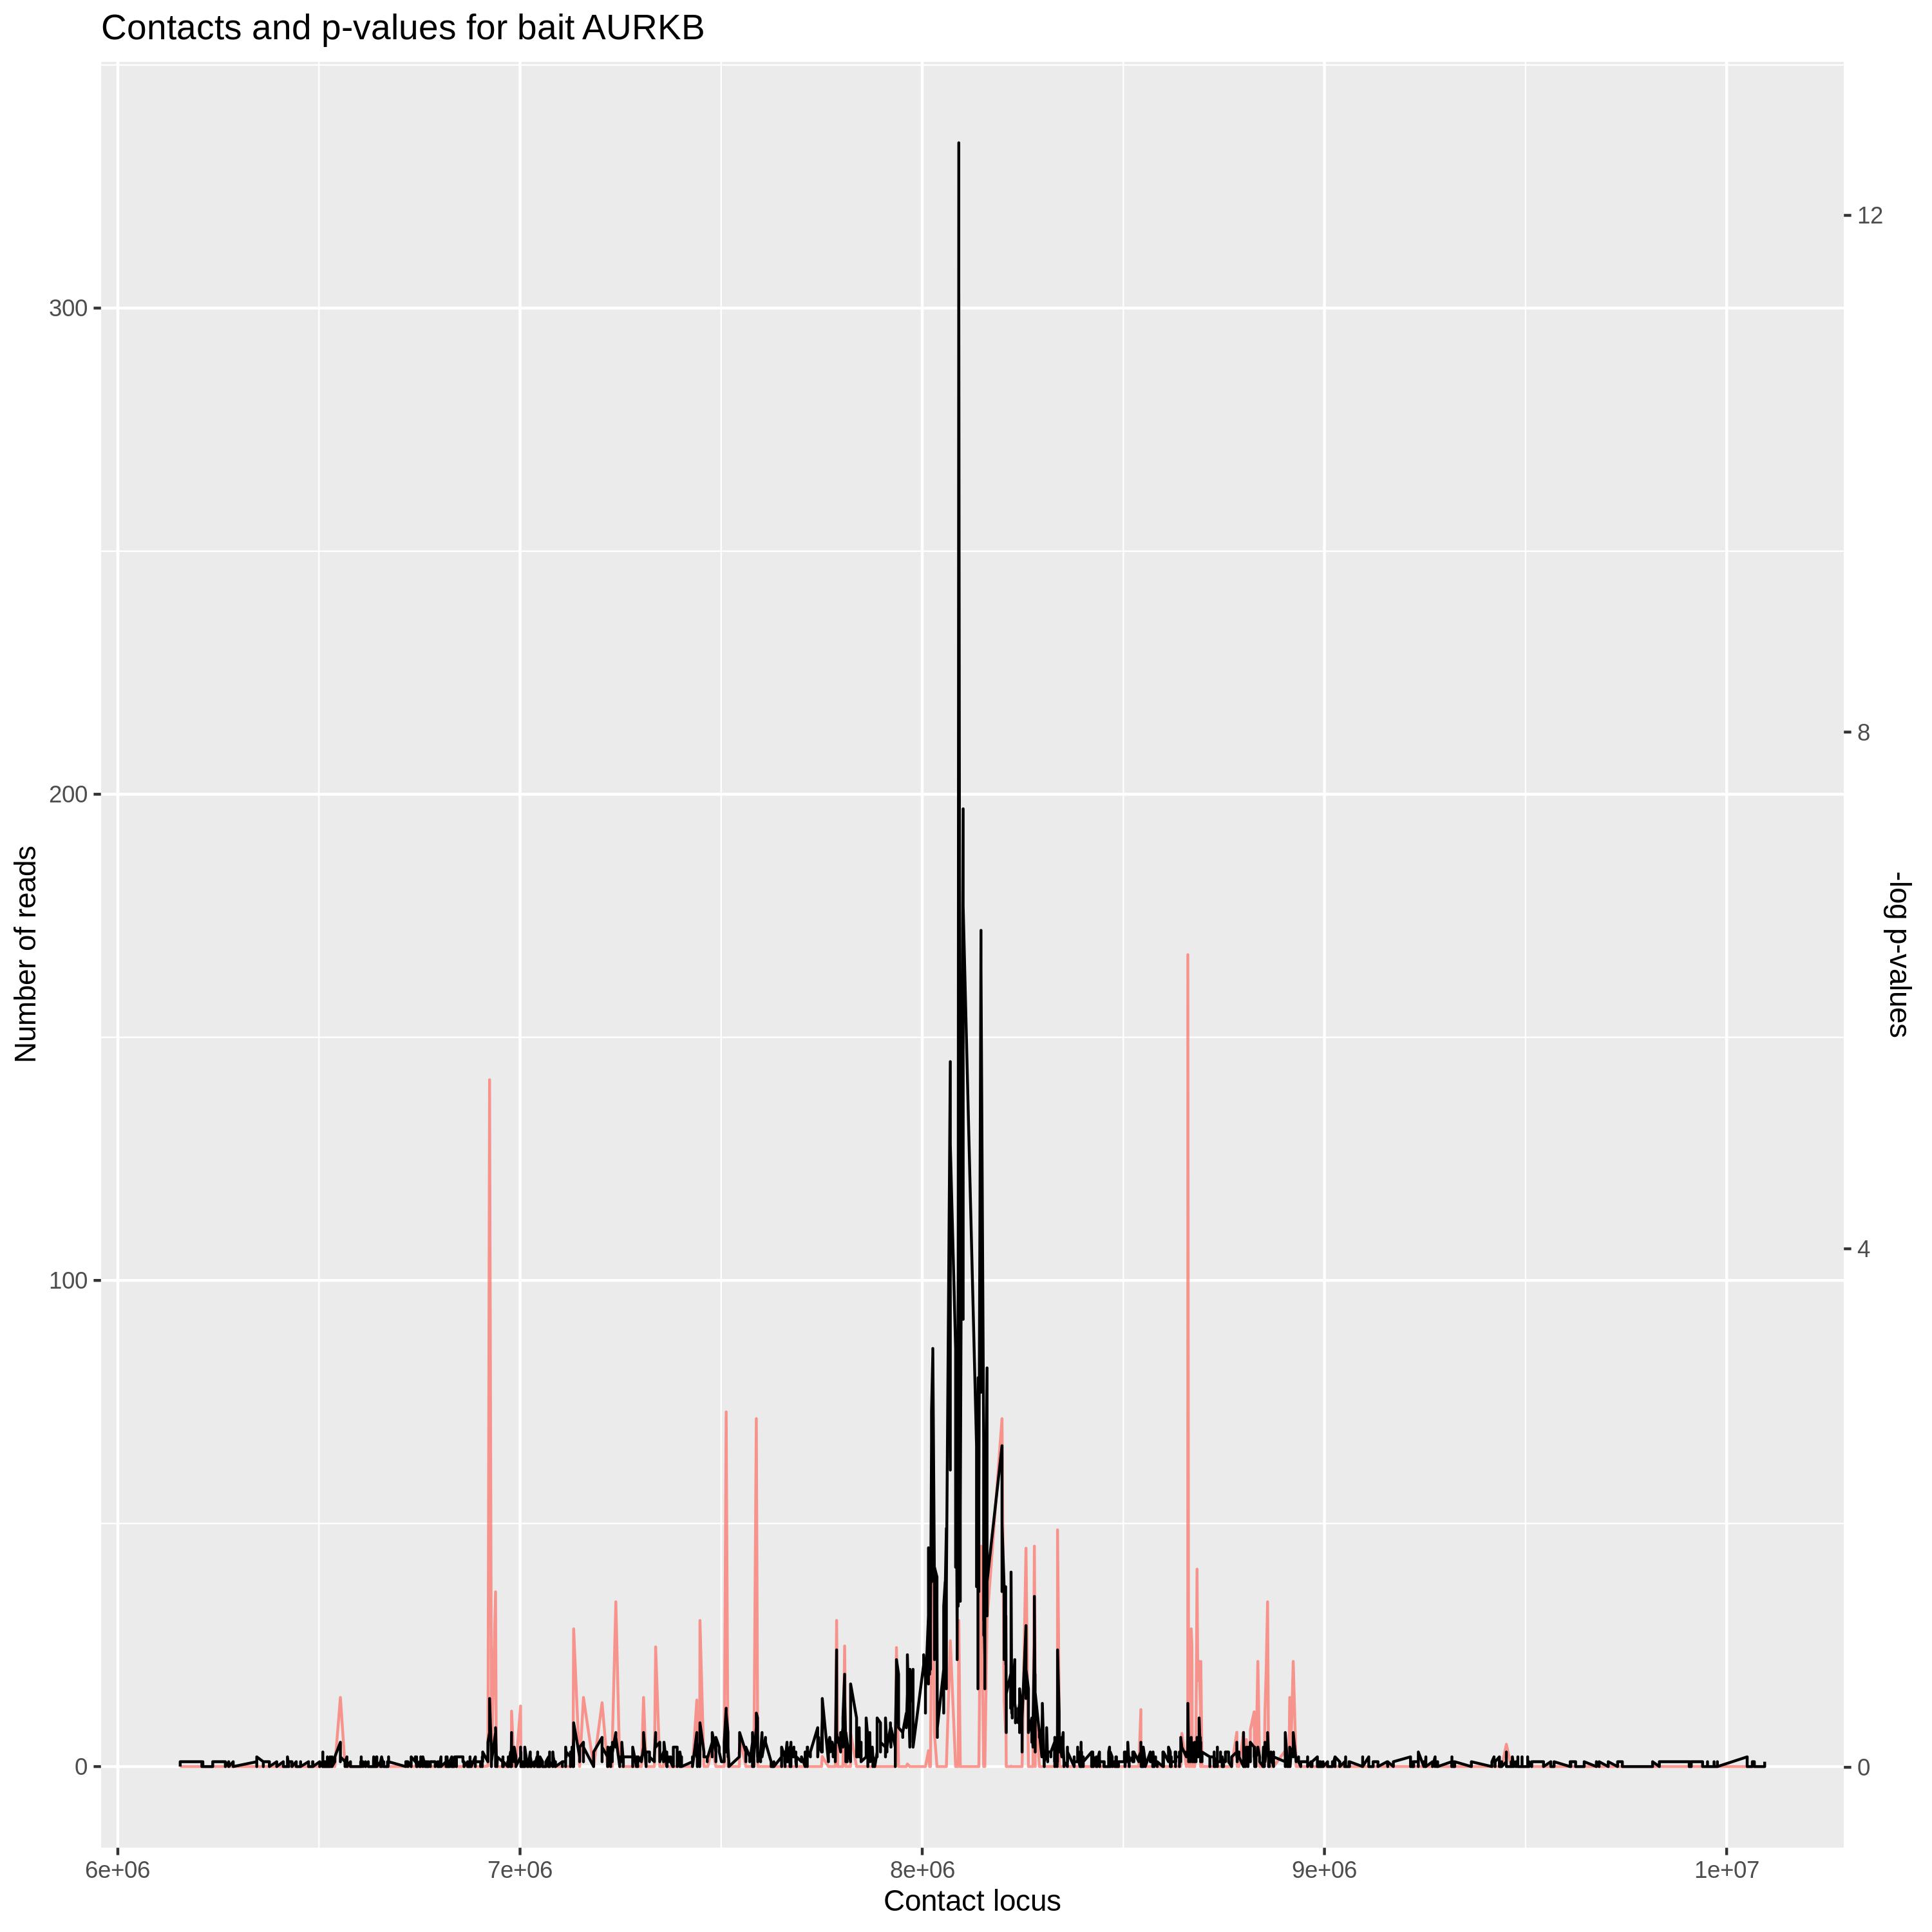 Contacts and p-values for bait AURKB
Number of reads
300
200
100
0
12
8
4
0
-log p-values
6e+06
7e+06
8e+06
9e+06
1e+07
Contact locus